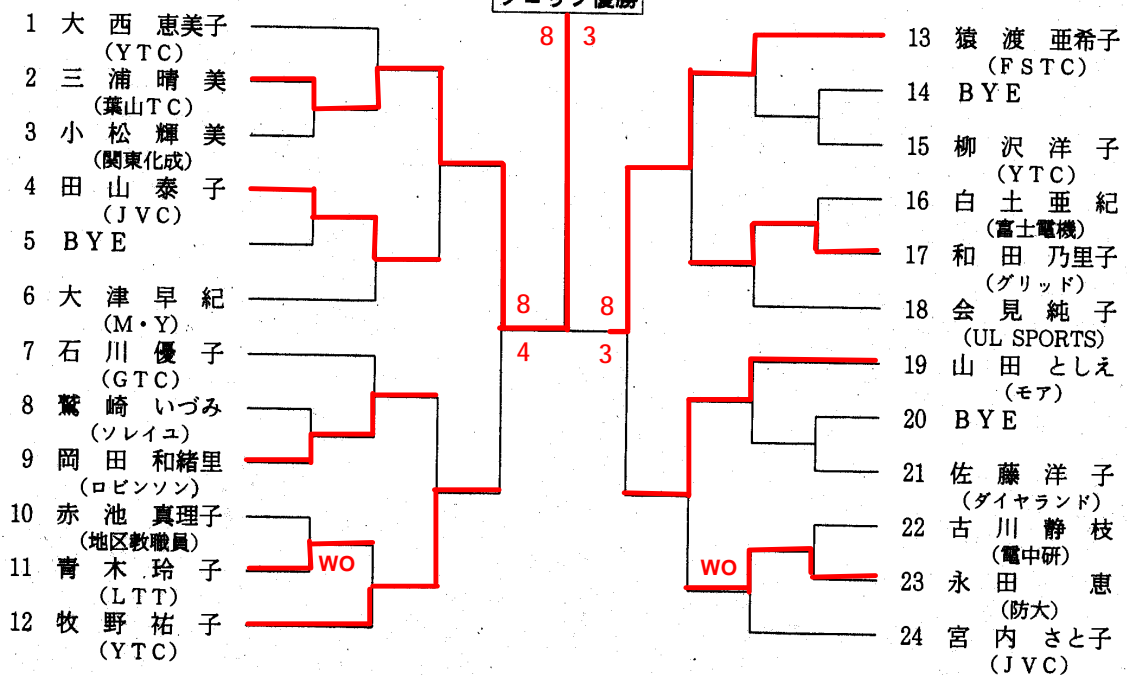 ブロック優勝
8 3
1 大西 恵美子
(YTC)
2 三浦晴美
(葉山TC)
3 小松輝美
(関東化成)
4 田山泰子
(JVC)
5 BYE
6 大津早紀
(M・Y)
7 石川優子
(GTC)
8 鷲崎 いづみ
(ソレイユ)
9 岡田 和緒里
(ロビンソン)
10 赤池 真理子
(地区教職員)
11 青木玲子
(LTT)
12 牧野祐子
(YTC)
WO
8
4
8
3
13 猿渡 亜希子
(FSTC)
14 BYE
15 柳沢洋子
(YTC)
16 白土亜紀
(富士電機)
17 和田 乃里子
(グリッド)
18 会見純子
(UL SPORTS)
19 山田 としえ
(モア)
20 BYE
21 佐藤洋子
(ダイヤランド)
22 古川静枝
(電中研)
23 永田 恵
(防大)
24 宮内 さと子
(JVC)
WO